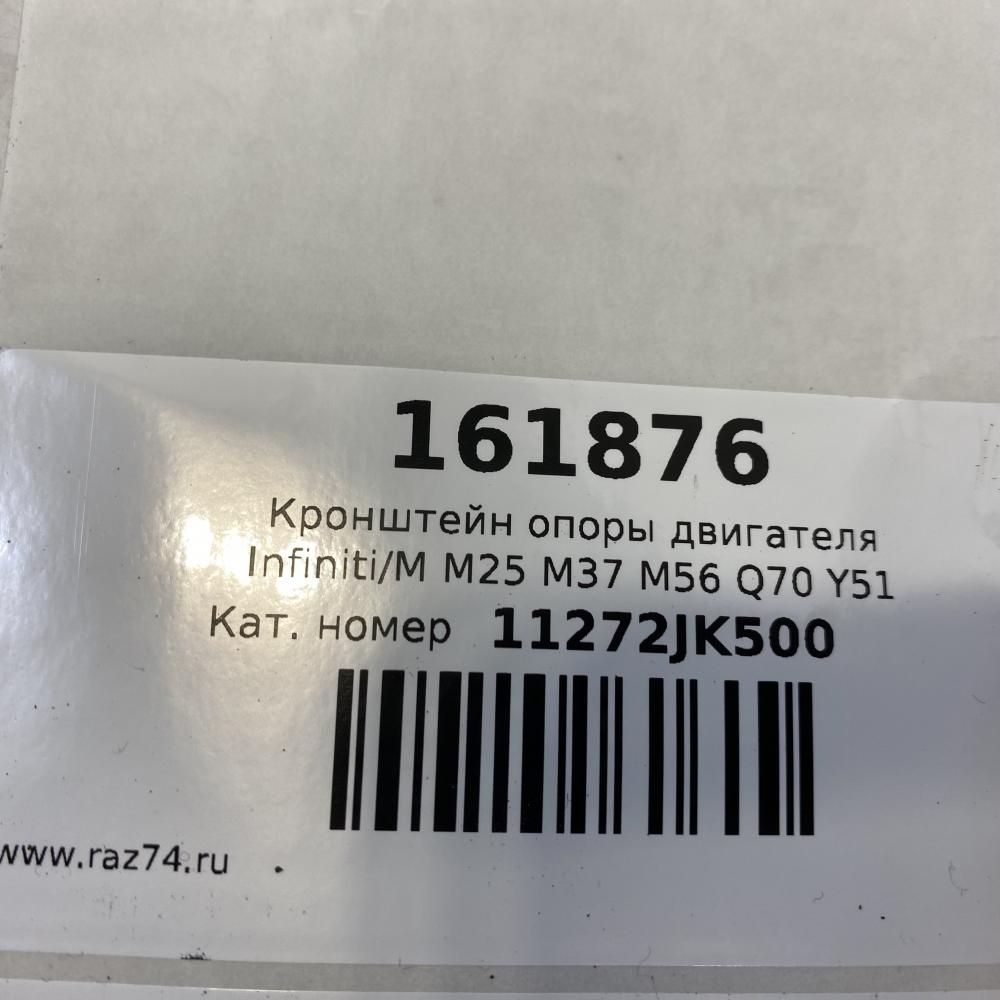 161876
Кронштейн опоры двигателя
Infiniti/M M25 M37 M56 Q70 Y51
Кат. номер 11272JK500
www.raz74.ru